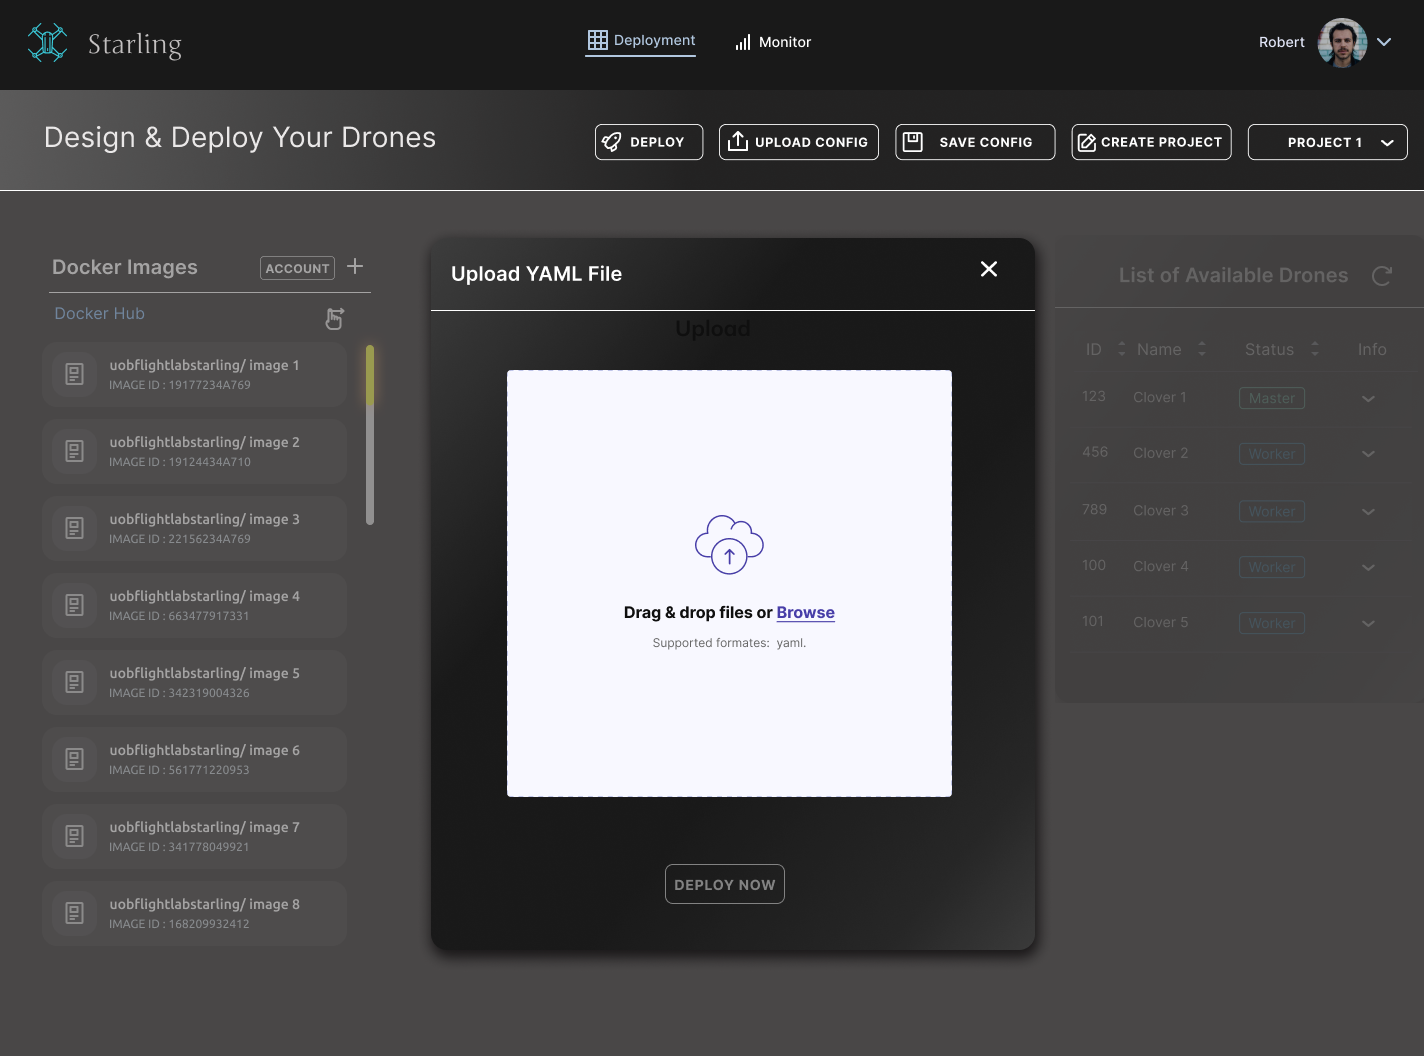 Starling
Deployment
Monitor
Robert
Design & Deploy Your Drones
DEPLOY
UPLOAD CONFIG
SAVE CONFIG
CREATE PROJECT
PROJECT 1
Docker Images
ACCOUNT
Docker Hub
uobflightlabstarling/ image 1
IMAGE ID : 19177234A769
uobflightlabstarling/ image 2
IMAGE ID : 19124434A710
uobflightlabstarling/ image 3
IMAGE ID : 22156234A769
uobflightlabstarling/ image 4
IMAGE ID : 663477917331
uobflightlabstarling/ image 5
IMAGE ID : 342319004326
uobflightlabstarling/ image 6
IMAGE ID : 561771220953
uobflightlabstarling/ image 7
IMAGE ID : 341778049921
uobflightlabstarling/ image 8
IMAGE ID : 168209932412
Upload YAML File
Upload
Drag & drop files or Browse
Supported formates: yaml.
DEPLOY NOW
List of Available Drones
ID Name Status Info
123 Clover 1 Master
456 Clover 2 Worker
789 Clover 3 Worker
100 Clover 4 Worker
101 Clover 5 Worker